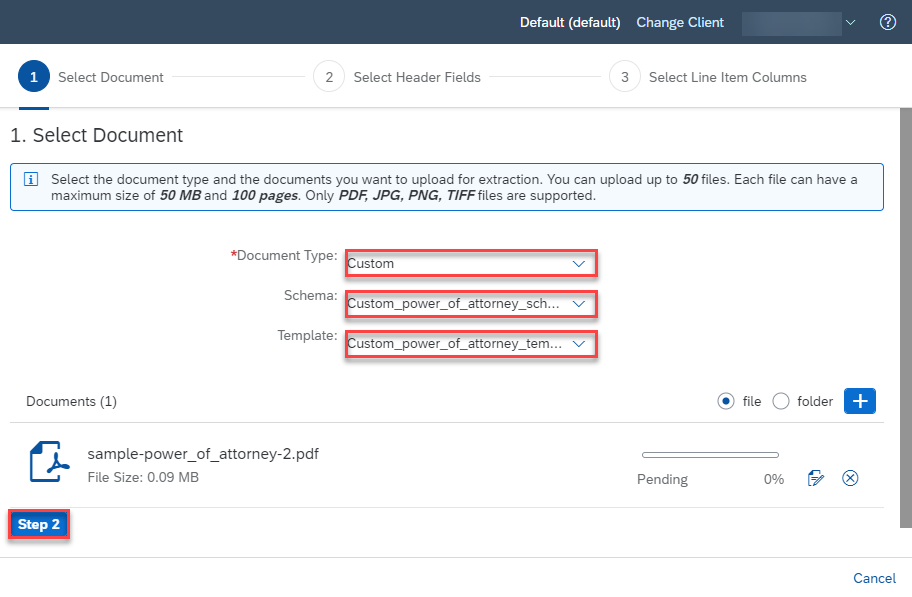 Default (default) Change Client
1 Select Document 2 Select Header Fields 3 Select Line Item Columns
1. Select Document
Select the document type and the documents you want to upload for extraction. You can upload up to 50 files. Each file can have a
maximum size of 50 MB and 100 pages. Only PDF, JPG, PNG, TIFF files are supported.
*Document Type: Custom
Schema: Custom_power_of_attorney_sch...
Template: Custom_power_of_attorney_tem...
Documents (1) file folder
sample-power_of_attorney-2.pdf
File Size: 0.09 MB
Pending 0%
Step 2
Cancel